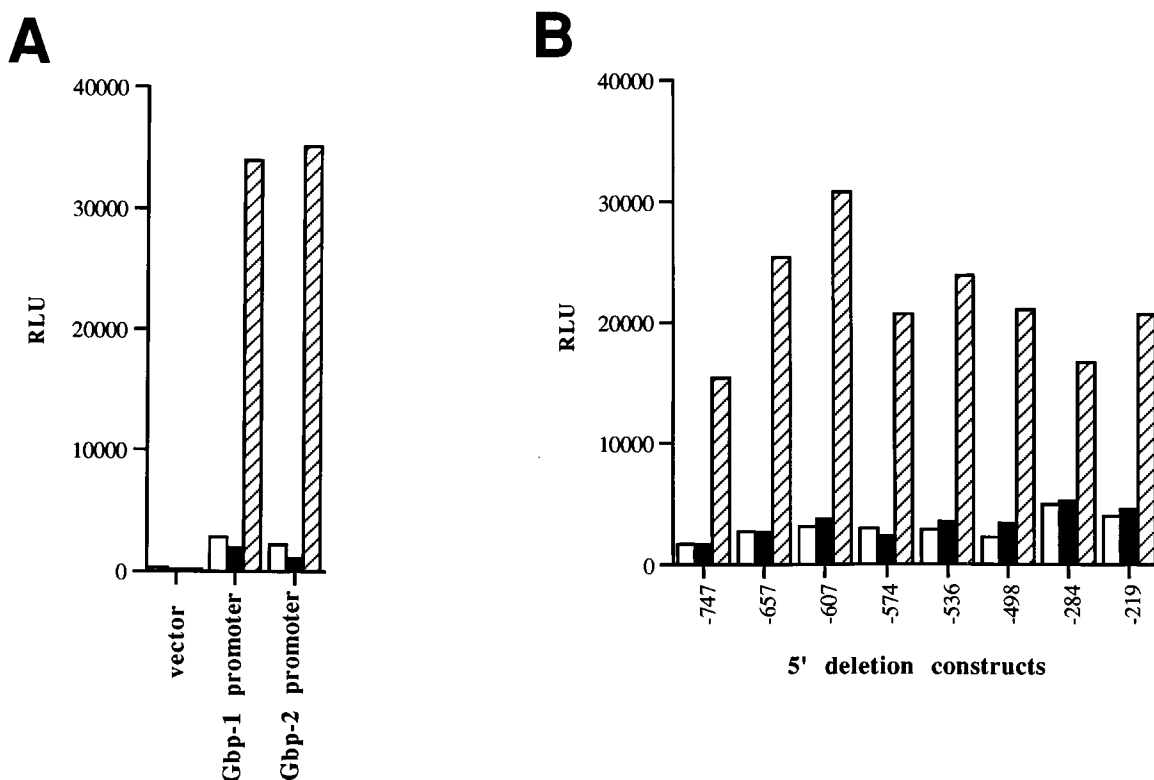 A
40000
30000
20000
10000
0
RLU
vector
Gbp-1 promoter
Gbp-2 promoter
B
40000
30000
20000
10000
0
RLU
-747
-657
-607
-574
-536
-498
-284
-219
5' deletion constructs